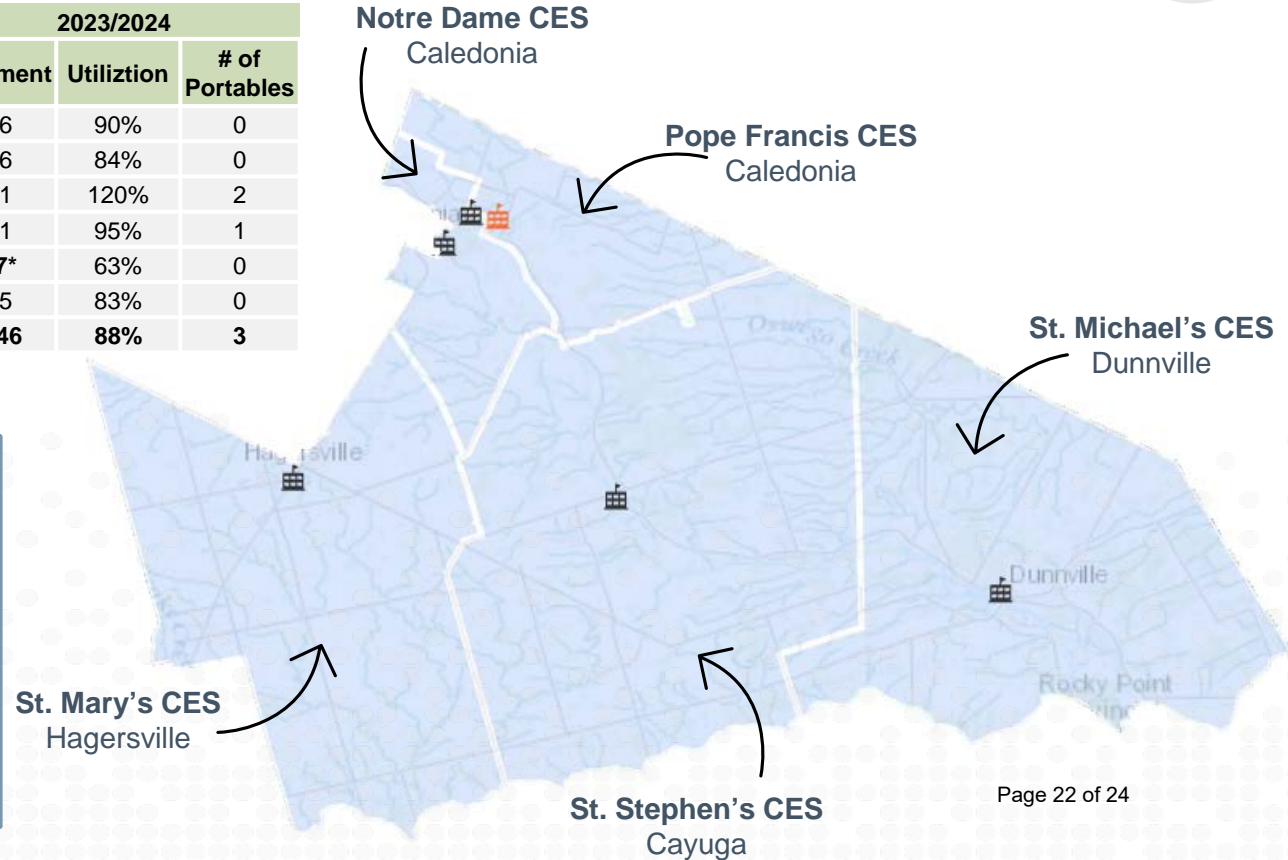 2023/2024
Utiliztion # of Portables
6 90% 0
6 84% 0
1 120% 2
1 95% 1
7* 63% 0
5 83% 0
46 88% 3
Notre Dame CES
Caledonia
Pope Francis CES
Caledonia
St. Michael's CES
Dunnville
Oswego Creek
Dunnville
Rocky Point
St. Mary's CES
Hagersville
St. Stephen's CES
Cayuga
Page 22 of 24